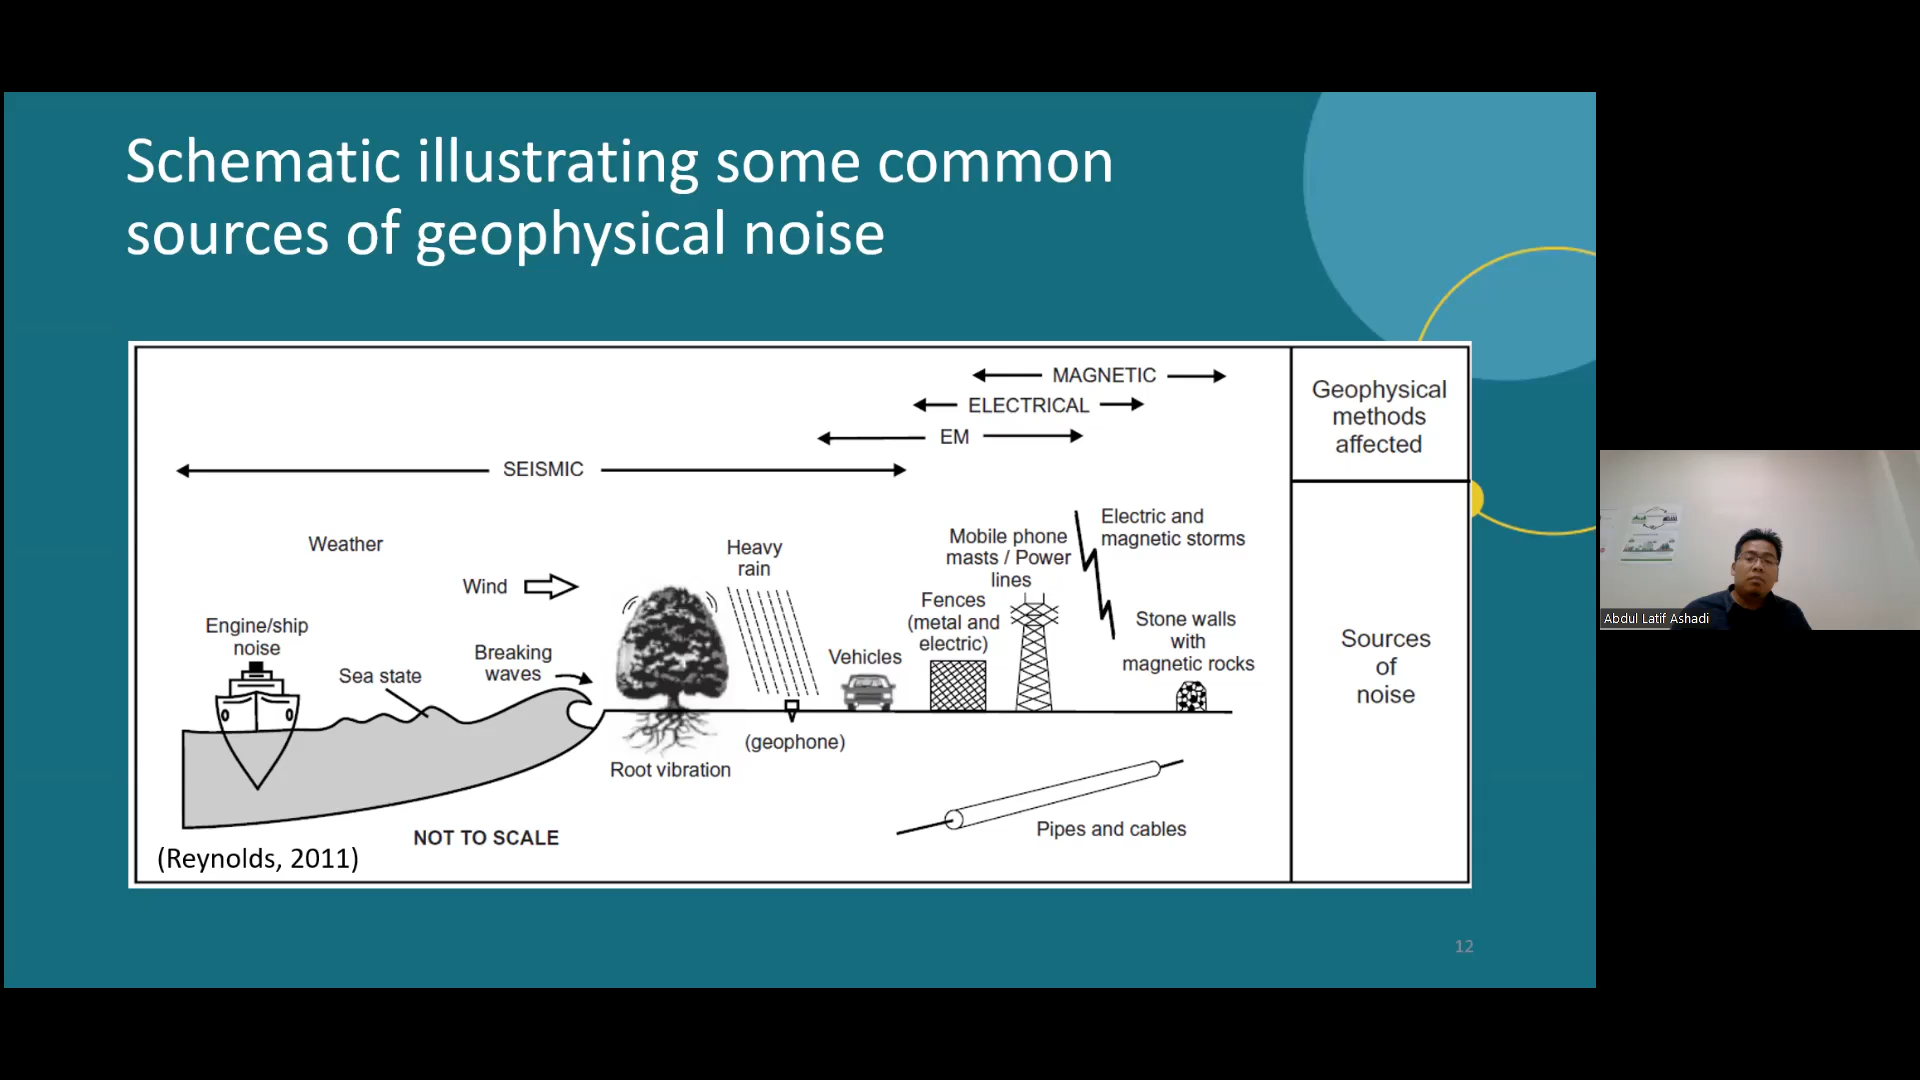 Schematic illustrating some common
sources of geophysical noise
MAGNETIC
ELECTRICAL
EM
SEISMIC
Geophysical
methods
affected
Weather
Wind
Heavy
rain
Mobile phone
masts / Power
lines
Electric and
magnetic storms
Engine/ship
noise
Sea state
Breaking
waves
Vehicles
Fences
(metal and
electric)
Stone walls
with
magnetic rocks
Sources
of
noise
(geophone)
Root vibration
Pipes and cables
NOT TO SCALE
(Reynolds, 2011)
12
Abdul Latif Ashadi